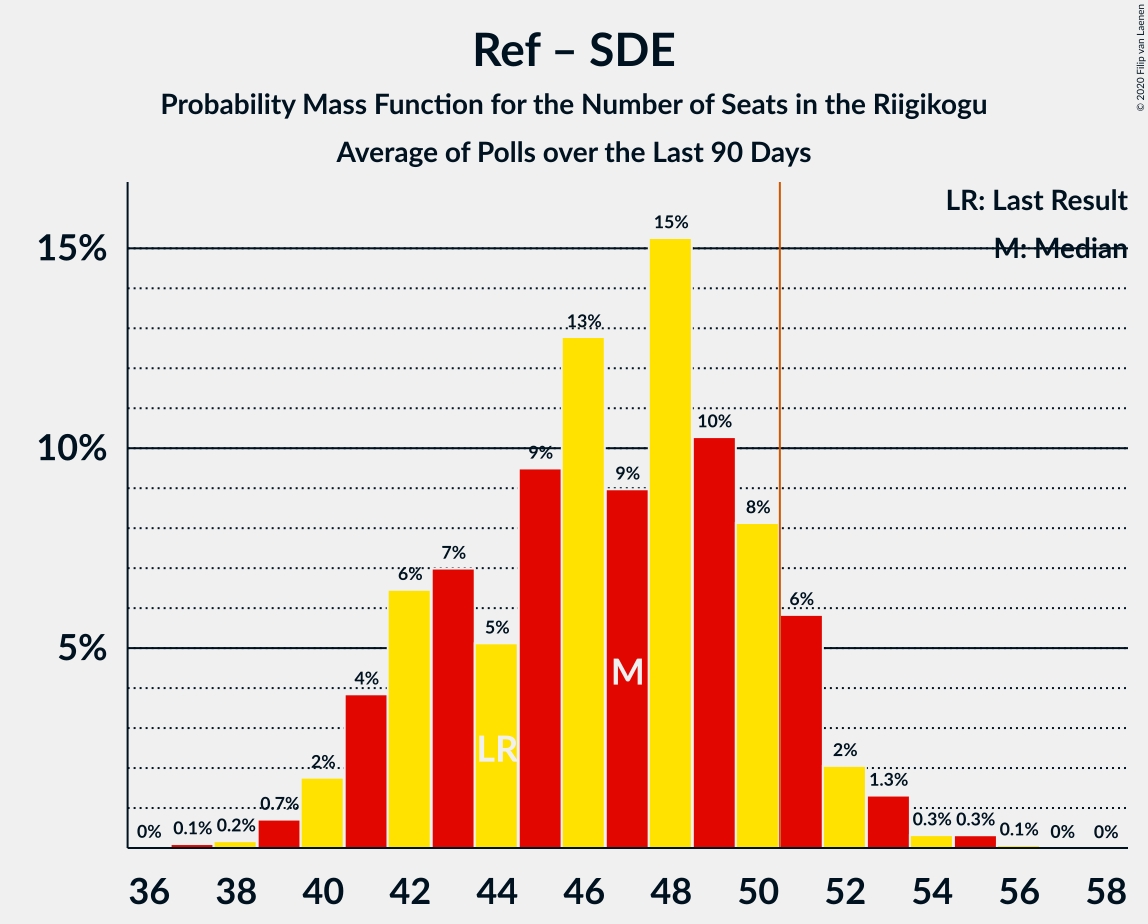 Ref – SDE
Probability Mass Function for the Number of Seats in the Riigikogu
Average of Polls over the Last 90 Days
© 2020 Filip van Laenen
LR: Last Result
M: Median
15%
10%
5%
0%
0.1%
0.2%
0.7%
2%
4%
6%
7%
5%
9%
13%
9%
15%
10%
8%
6%
2%
1.3%
0.3%
0.3%
0.1%
0%
0%
LR
M
36 38 40 42 44 46 48 50 52 54 56 58